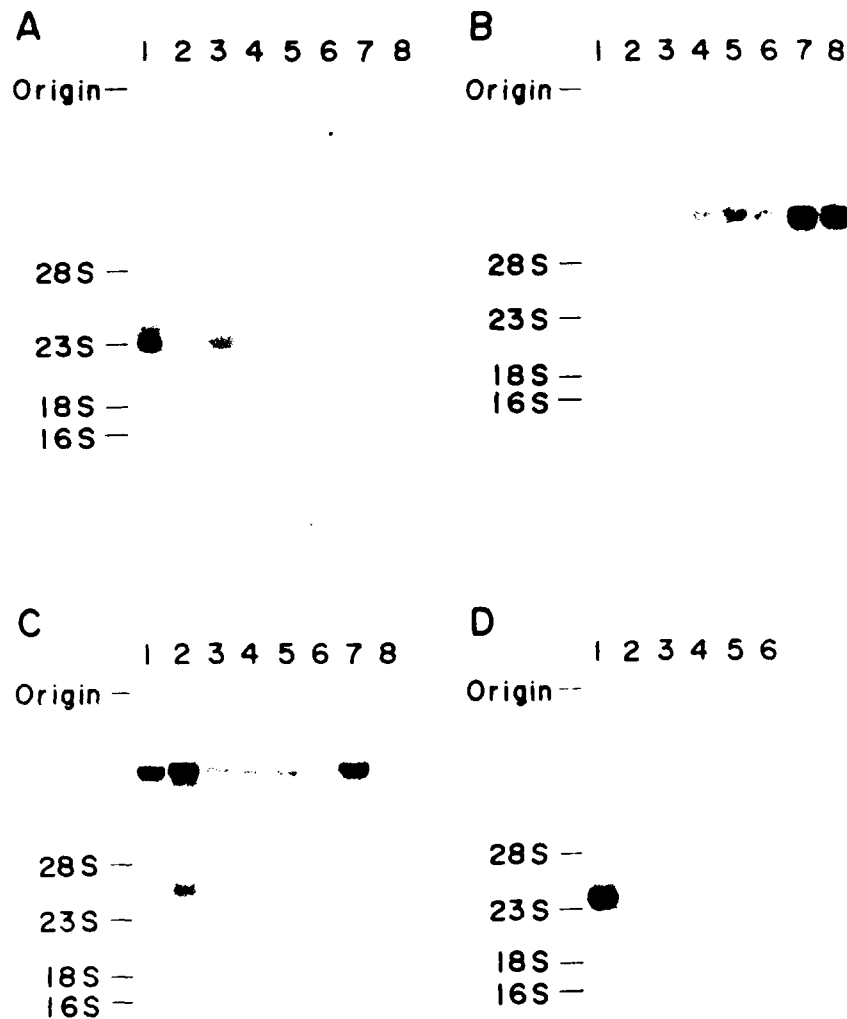 A
1 2 3 4 5 6 7 8
Origin—
28S —
23S —
18S —
16S —
B
1 2 3 4 5 6 7 8
Origin—
28S —
23S —
18S —
16S —
C
1 2 3 4 5 6 7 8
Origin —
28S —
23S —
18S —
16S —
D
1 2 3 4 5 6
Origin--
28S —
23S —
18S —
16S —